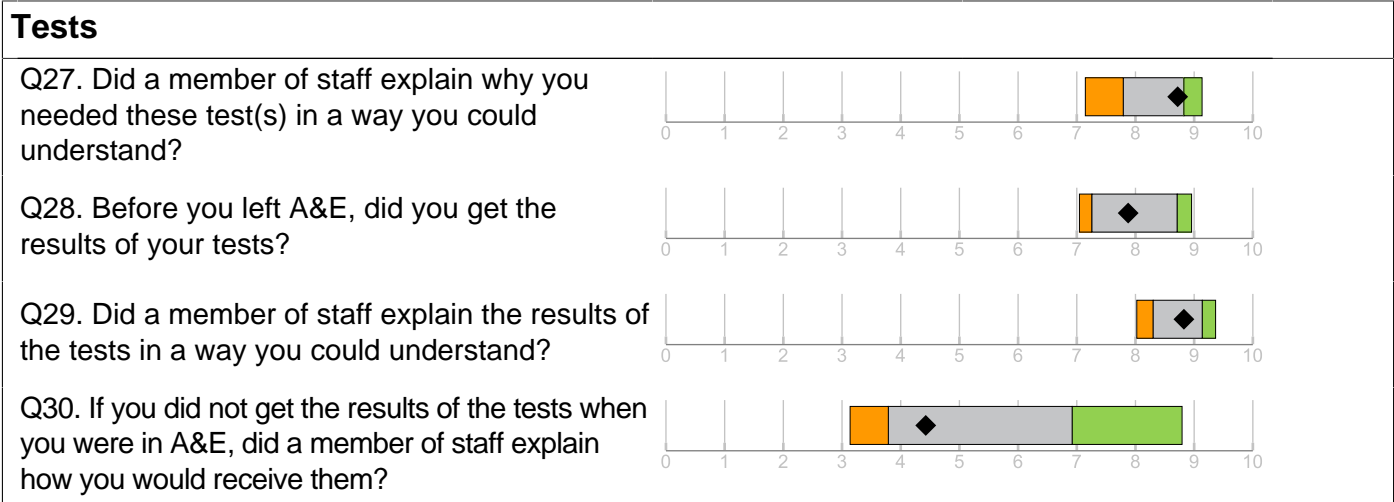 Tests
Q27. Did a member of staff explain why you
needed these test(s) in a way you could
understand?
0 1 2 3 4 5 6 7 8 9 10
Q28. Before you left A&E, did you get the
results of your tests?
0 1 2 3 4 5 6 7 8 9 10
Q29. Did a member of staff explain the results of
the tests in a way you could understand?
0 1 2 3 4 5 6 7 8 9 10
Q30. If you did not get the results of the tests when
you were in A&E, did a member of staff explain
how you would receive them?
0 1 2 3 4 5 6 7 8 9 10